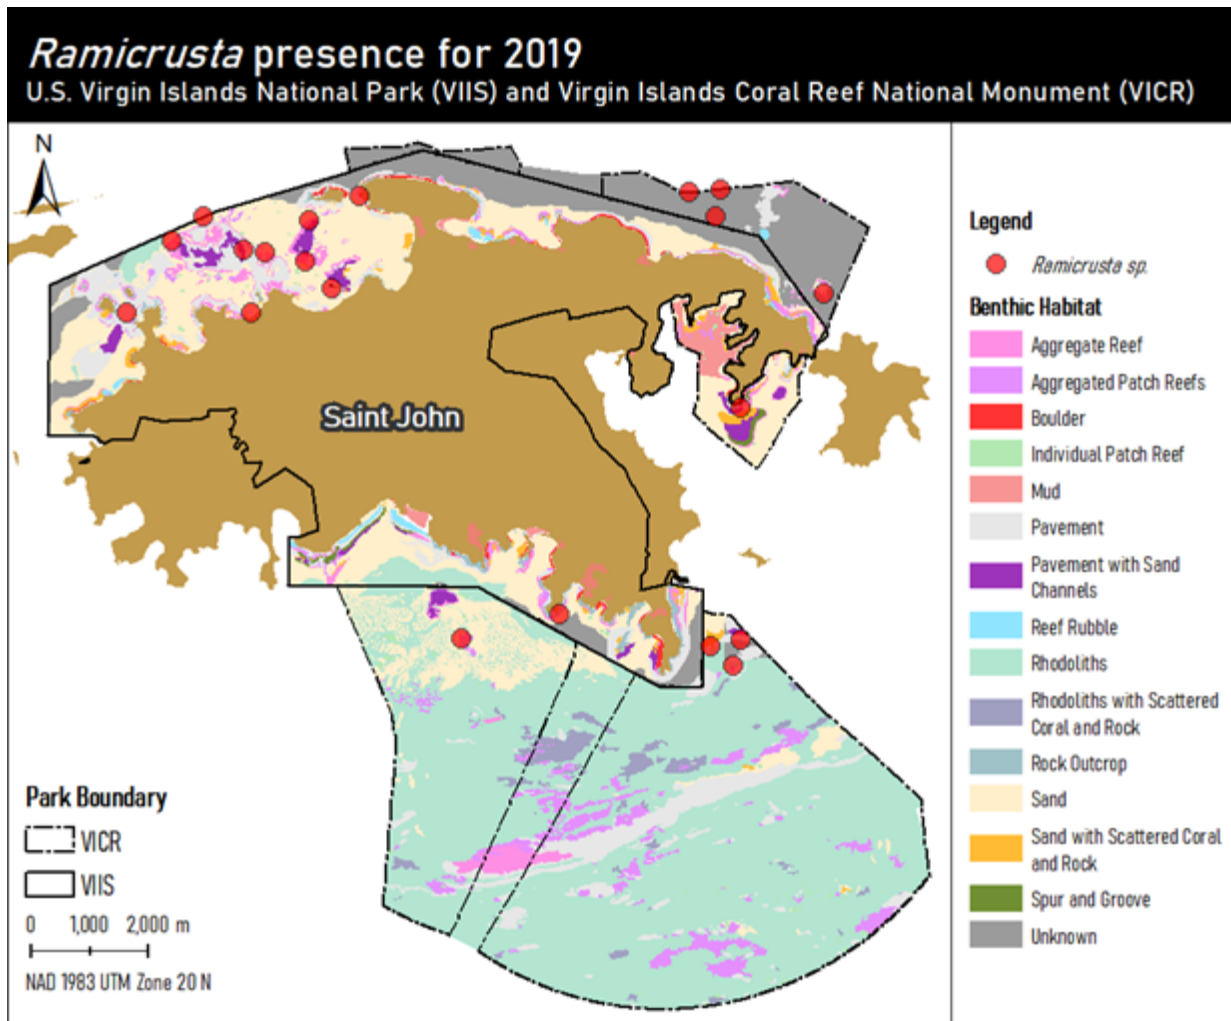 Ramicrusta presence for 2019
U.S. Virgin Islands National Park (VIIS) and Virgin Islands Coral Reef National Monument (VICR)
N
Saint John
Park Boundary
VICR
VIIS
0 1,000 2,000 m
NAD 1983 UTM Zone 20 N
Legend
Ramicrusta sp.
Benthic Habitat
Aggregate Reef
Aggregated Patch Reefs
Boulder
Individual Patch Reef
Mud
Pavement
Pavement with Sand
Channels
Reef Rubble
Rhodoliths
Rhodoliths with Scattered
Coral and Rock
Rock Outcrop
Sand
Sand with Scattered Coral
and Rock
Spur and Groove
Unknown